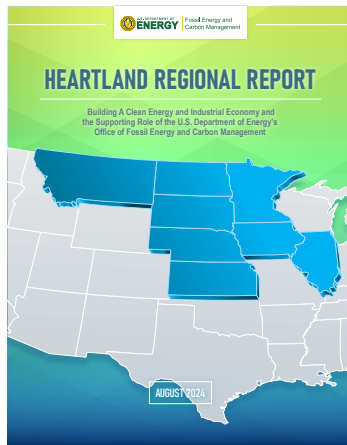 U.S. DEPARTMENT OF
ENERGY
Fossil Energy and
Carbon Management
HEARTLAND REGIONAL REPORT
Building A Clean Energy and Industrial Economy and
the Supporting Role of the U.S. Department of Energy's
Office of Fossil Energy and Carbon Management
AUGUST 2024